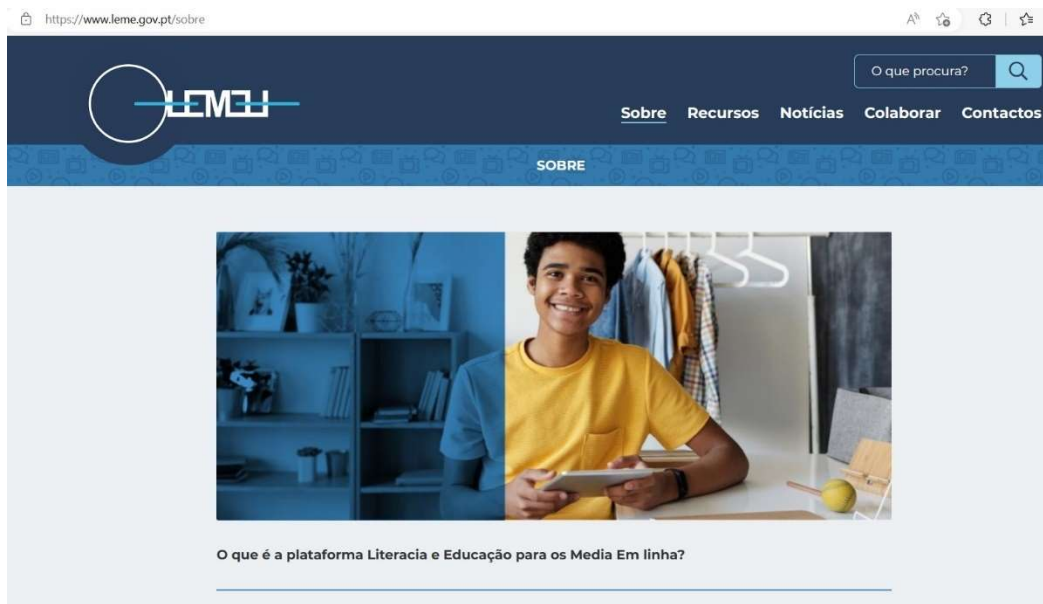 https://www.leme.gov.pt/sobre
O que procura?
LEME
Sobre Recursos Notícias Colaborar Contactos
SOBRE
O que é a plataforma Literacia e Educação para os Media Em linha?